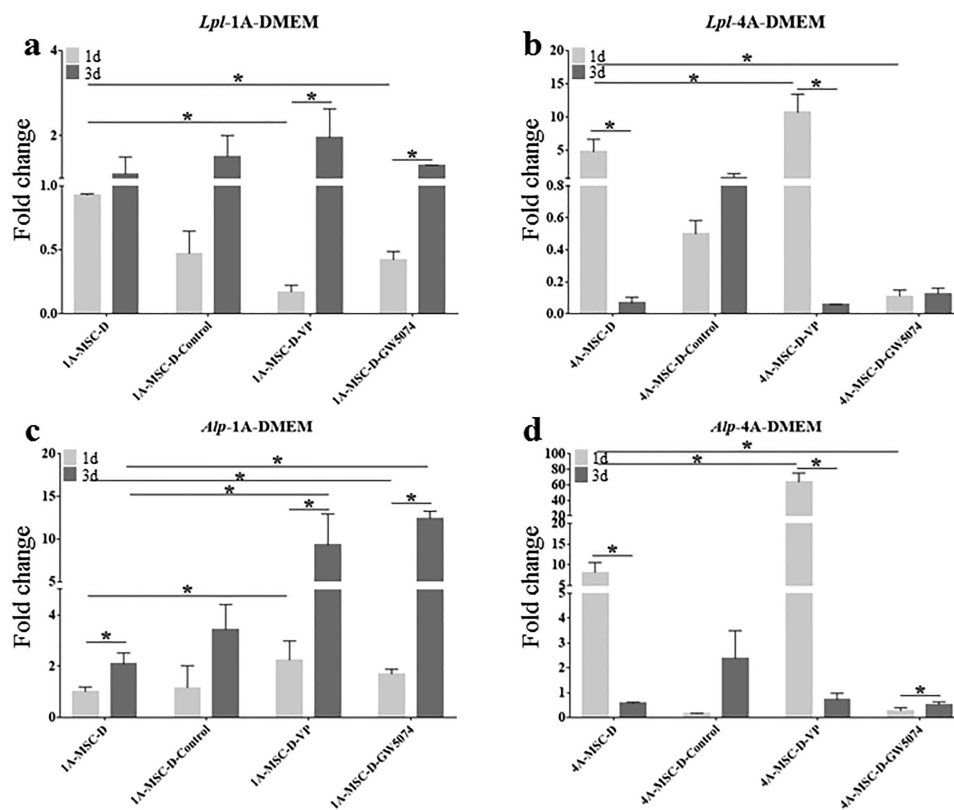 a
Lpl-1A-DMEM
1d
3d
Fold change
4
2
1.0
0.5
0.0
*
*
*
*
1A-MSC-D
1A-MSC-D-Control
1A-MSC-D-VP
1A-MSC-D-GW5074
b
Lpl-4A-DMEM
1d
3d
Fold change
20
15
10
5
0.8
0.6
0.4
0.2
0.0
*
*
*
*
4A-MSC-D
4A-MSC-D-Control
4A-MSC-D-VP
4A-MSC-D-GW5074
c
Alp-1A-DMEM
1d
3d
Fold change
20
15
10
5
4
2
0
*
*
*
*
*
*
*
1A-MSC-D
1A-MSC-D-Control
1A-MSC-D-VP
1A-MSC-D-GW5074
d
Alp-4A-DMEM
1d
3d
Fold change
100
80
60
40
20
20
15
10
5
5
4
3
2
1
0
*
*
*
*
*
4A-MSC-D
4A-MSC-D-Control
4A-MSC-D-VP
4A-MSC-D-GW5074